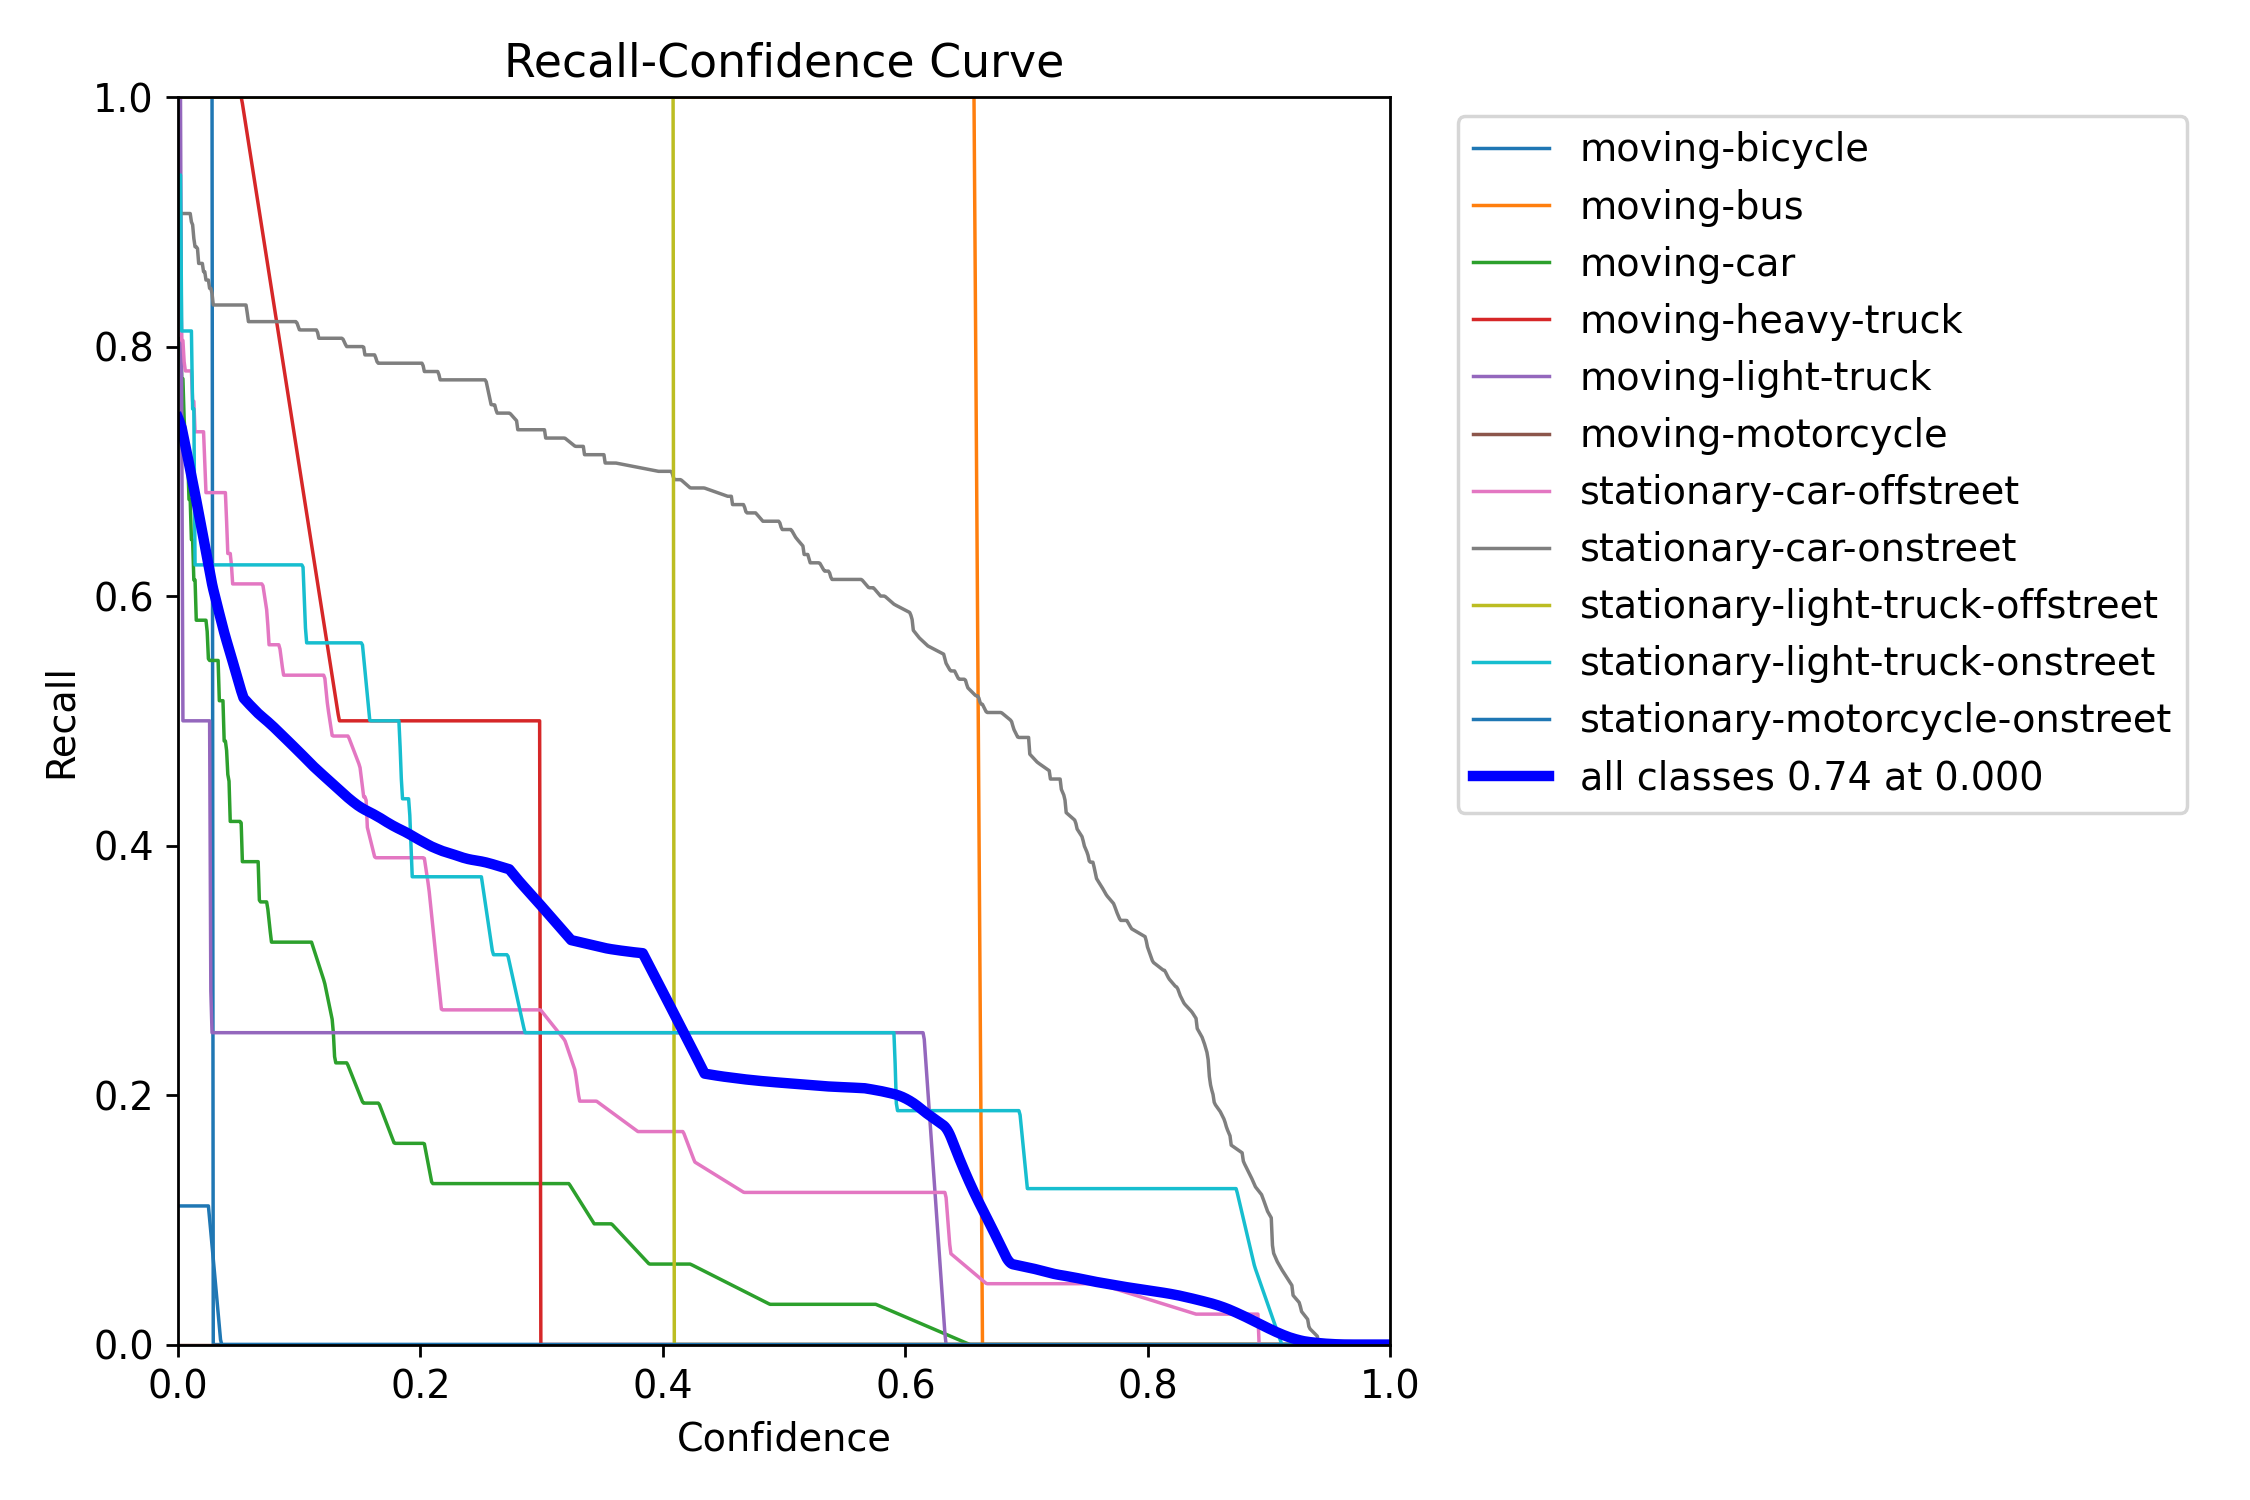 Recall-Confidence Curve
1.0
0.8
0.6
0.4
0.2
0.0
Recall
0.0 0.2 0.4 0.6 0.8 1.0
Confidence
moving-bicycle
moving-bus
moving-car
moving-heavy-truck
moving-light-truck
moving-motorcycle
stationary-car-offstreet
stationary-car-onstreet
stationary-light-truck-offstreet
stationary-light-truck-onstreet
stationary-motorcycle-onstreet
all classes 0.74 at 0.000